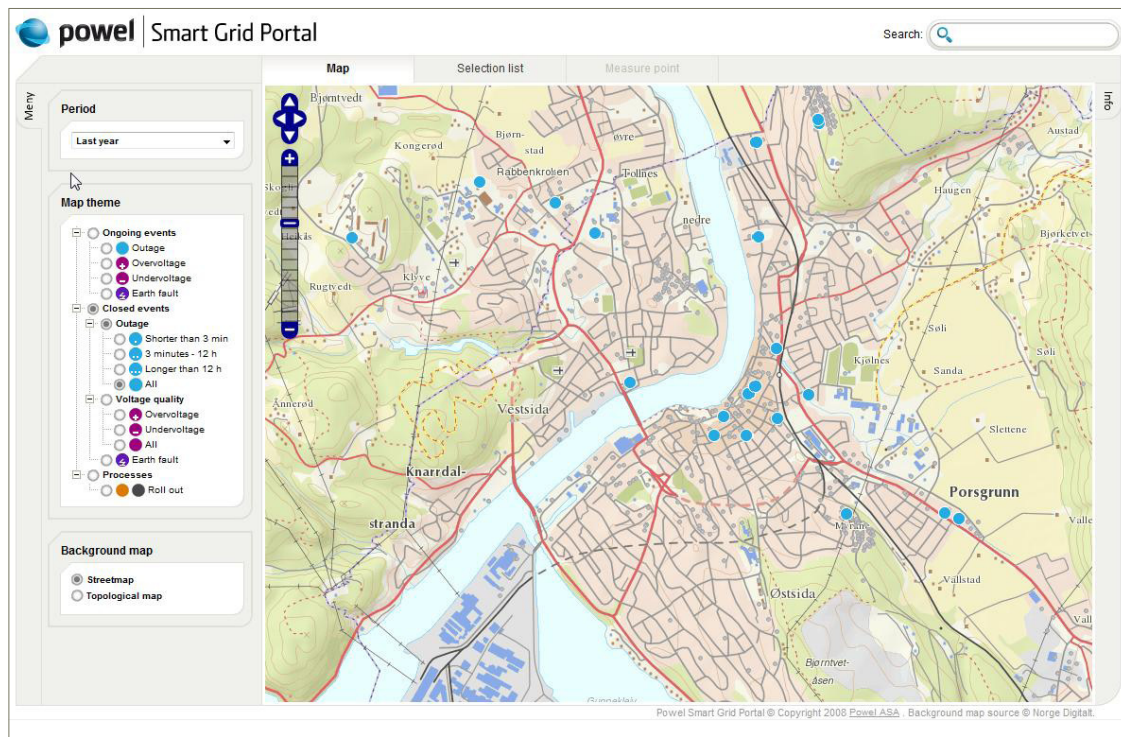 powel Smart Grid Portal
Search:
Map
Selection list
Measure point
Meny
Info
Period
Last year
Map theme
Ongoing events
Outage
Overvoltage
Undervoltage
Earth fault
Closed events
Outage
Shorter than 3 min
3 minutes - 12 h
Longer than 12 h
All
Voltage quality
Overvoltage
Undervoltage
All
Earth fault
Processes
Roll out
Background map
Streetmap
Topological map
Bjørntvedt
Kongerød
Bjørn-
stad
øvre
Rabbenkrollen
Tollnes
Austad
Haugen
nedre
Bjørketvet-
Klyve
Rugtvedt
Søli
Søli
Kjølnes
Sanda
Ånnerød
Vestsida
Slettene
Knarrdal-
stranda
Porsgrunn
Valle
Vallstad
Østsida
Vall
Bjørntvet-
åsen
Powel Smart Grid Portal © Copyright 2008 Powel ASA . Background map source © Norge Digitalt.